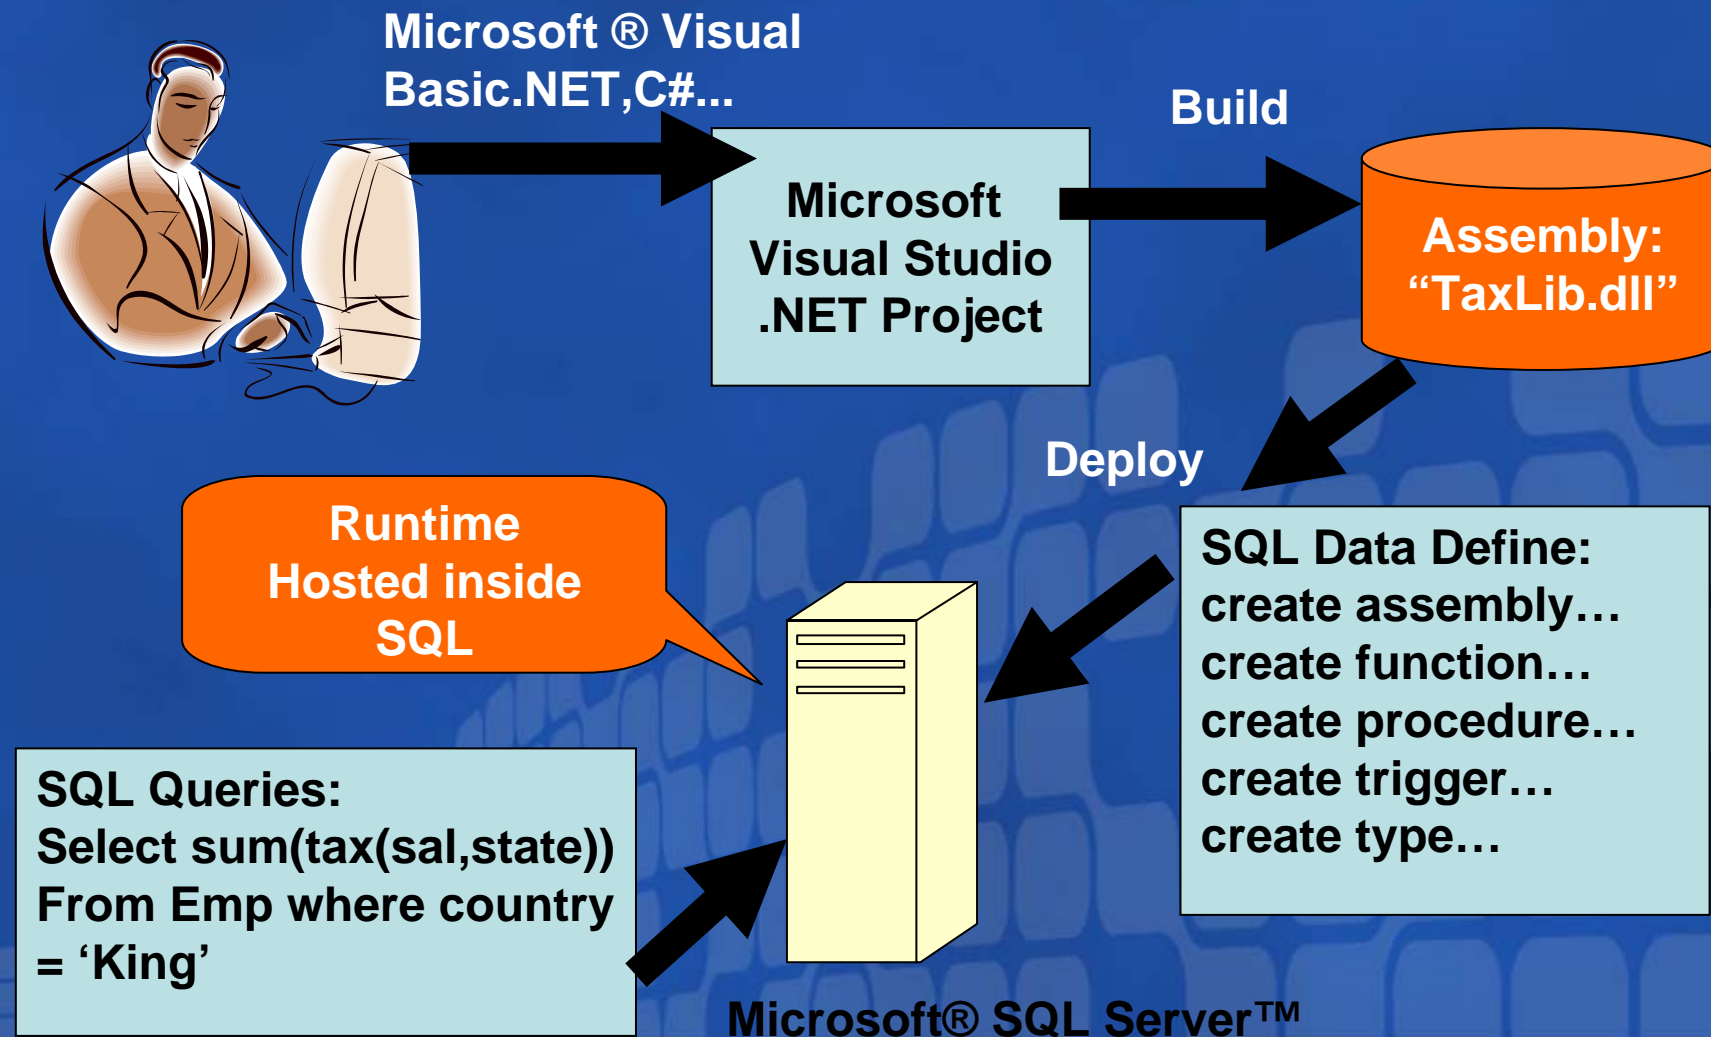 Microsoft ® Visual
Basic.NET,C#...
Build
Microsoft
Visual Studio
.NET Project
Assembly:
“TaxLib.dll”
Deploy
Runtime
Hosted inside
SQL
SQL Data Define:
create assembly…
create function…
create procedure…
create trigger…
create type…
SQL Queries:
Select sum(tax(sal,state))
From Emp where country
= ‘King’
Microsoft® SQL Server™